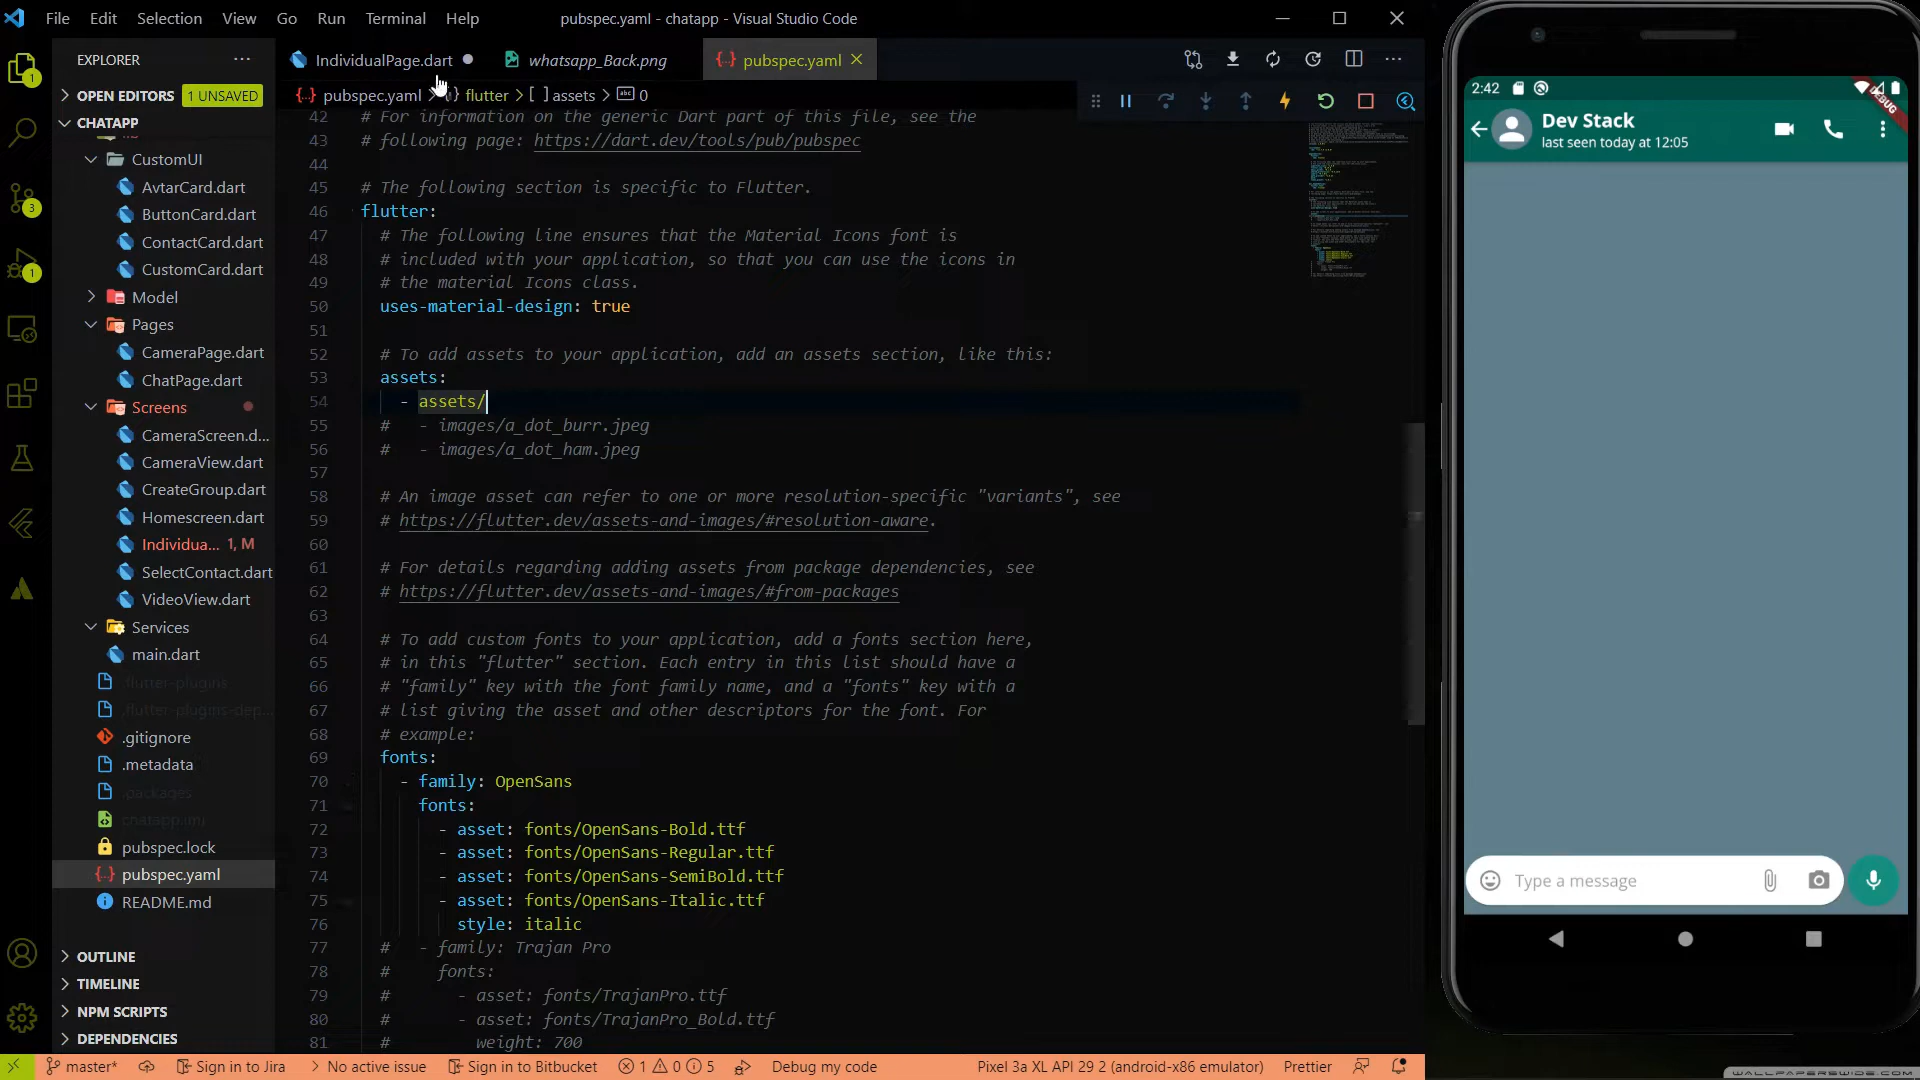 File Edit Selection View Go Run Terminal Help pubspec.yaml - chatapp - Visual Studio Code
EXPLORER
IndividualPage.dart whatsapp_Back.png pubspec.yaml
OPEN EDITORS 1 UNSAVED
CHATAPP
CustomUI
AvtarCard.dart
ButtonCard.dart
ContactCard.dart
CustomCard.dart
Model
Pages
CameraPage.dart
ChatPage.dart
Screens
CameraScreen.d...
CameraView.dart
CreateGroup.dart
Homescreen.dart
Individua... 1, M
SelectContact.dart
VideoView.dart
Services
main.dart
.flutter-plugins
.flutter-plugins-dep...
.gitignore
.metadata
.packages
chatapp.iml
pubspec.lock
pubspec.yaml
README.md
OUTLINE
TIMELINE
NPM SCRIPTS
DEPENDENCIES
pubspec.yaml > flutter > [ ] assets > abc 0
42 # For information on the generic Dart part of this file, see the
43 # following page: https://dart.dev/tools/pub/pubspec
44
45 # The following section is specific to Flutter.
46 flutter:
47 # The following line ensures that the Material Icons font is
48 # included with your application, so that you can use the icons in
49 # the material Icons class.
50 uses-material-design: true
51
52 # To add assets to your application, add an assets section, like this:
53 assets:
54 - assets/
55 # - images/a_dot_burr.jpeg
56 # - images/a_dot_ham.jpeg
57
58 # An image asset can refer to one or more resolution-specific "variants", see
59 # https://flutter.dev/assets-and-images/#resolution-aware.
60
61 # For details regarding adding assets from package dependencies, see
62 # https://flutter.dev/assets-and-images/#from-packages
63
64 # To add custom fonts to your application, add a fonts section here,
65 # in this "flutter" section. Each entry in this list should have a
66 # "family" key with the font family name, and a "fonts" key with a
67 # list giving the asset and other descriptors for the font. For
68 # example:
69 fonts:
70 - family: OpenSans
71 fonts:
72 - asset: fonts/OpenSans-Bold.ttf
73 - asset: fonts/OpenSans-Regular.ttf
74 - asset: fonts/OpenSans-SemiBold.ttf
75 - asset: fonts/OpenSans-Italic.ttf
76 style: italic
77 # - family: Trajan Pro
78 # fonts:
79 # - asset: fonts/TrajanPro.ttf
80 # - asset: fonts/TrajanPro_Bold.ttf
81 # weight: 700
master* Sign in to Jira No active issue Sign in to Bitbucket 1 0 5 Debug my code Pixel 3a XL API 29 2 (android-x86 emulator) Prettier
1
3
1
2:42
DEBUG
Dev Stack
last seen today at 12:05
Type a message
WALLPAPERSWIDE.COM